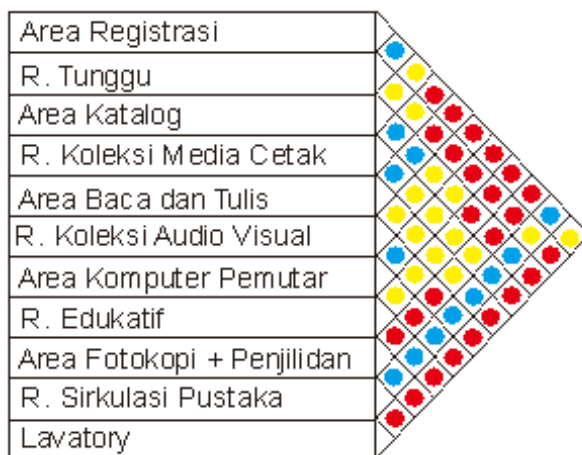 Area Registrasi
R. Tunggu
Area Katalog
R. Koleksi Media Cetak
Area Baca dan Tulis
R. Koleksi Audio Visual
Area Komputer Pemutar
R. Edukatif
Area Fotokopi + Penjilidan
R. Sirkulasi Pustaka
Lavatory